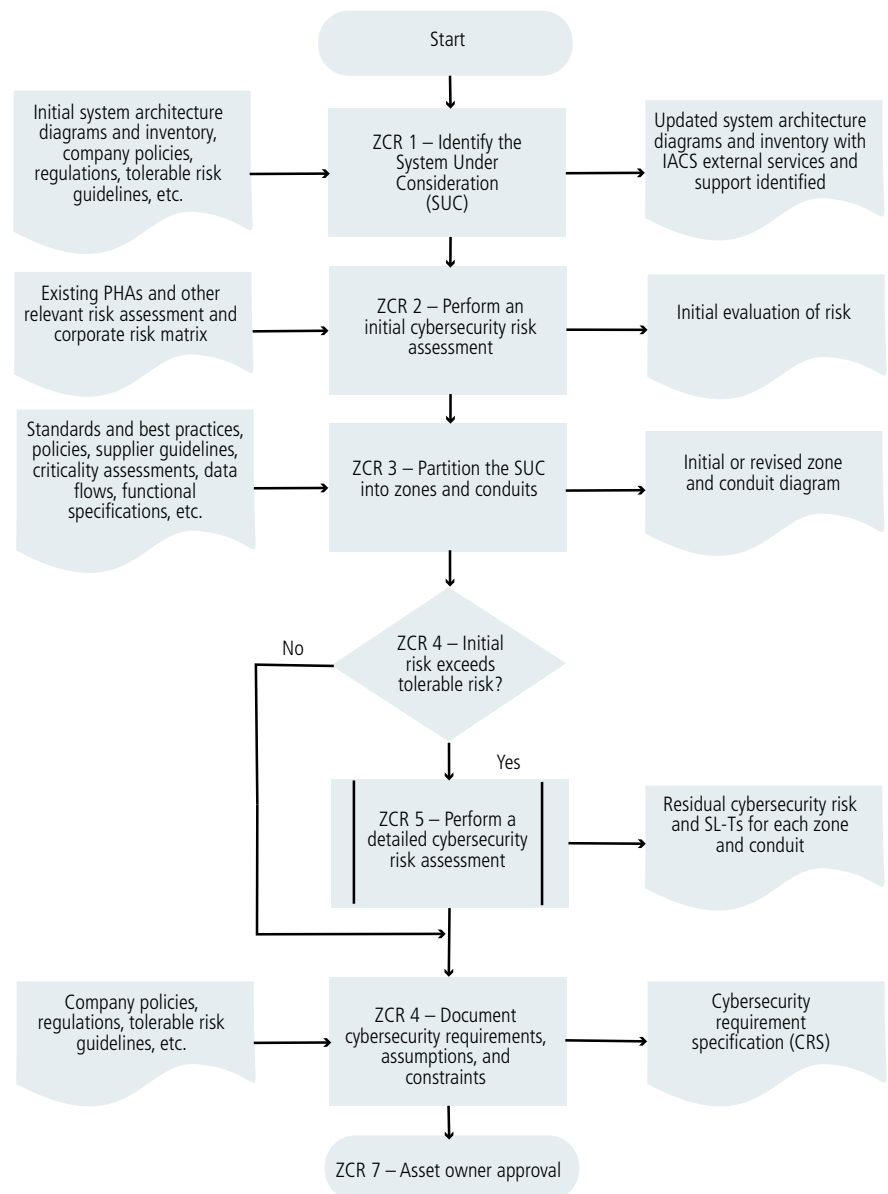 Start
Initial system architecture
diagrams and inventory,
company policies,
regulations, tolerable risk
guidelines, etc.
ZCR 1 – Identify the
System Under
Consideration
(SUC)
Updated system architecture
diagrams and inventory with
IACS external services and
support identified
Existing PHAs and other
relevant risk assessment and
corporate risk matrix
ZCR 2 – Perform an
initial cybersecurity risk
assessment
Initial evaluation of risk
Standards and best practices,
policies, supplier guidelines,
criticality assessments, data
flows, functional
specifications, etc.
ZCR 3 – Partition the SUC
into zones and conduits
Initial or revised zone
and conduit diagram
ZCR 4 – Initial
risk exceeds
tolerable risk?
No
Yes
ZCR 5 – Perform a
detailed cybersecurity
risk assessment
Residual cybersecurity risk
and SL-Ts for each zone
and conduit
Company policies,
regulations, tolerable risk
guidelines, etc.
ZCR 4 – Document
cybersecurity requirements,
assumptions, and
constraints
Cybersecurity
requirement
specification (CRS)
ZCR 7 – Asset owner approval